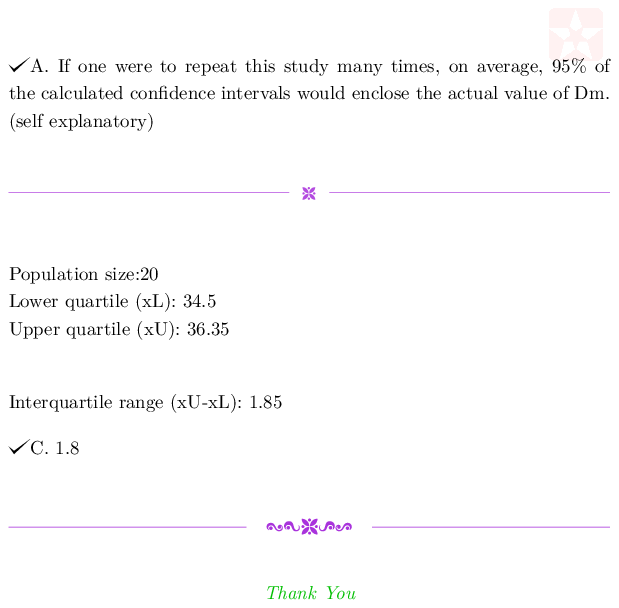 ✓A. If one were to repeat this study many times, on average, 95% of
the calculated confidence intervals would enclose the actual value of Dm.
(self explanatory)
Population size:20
Lower quartile (xL): 34.5
Upper quartile (xU): 36.35
Interquartile range (xU-xL): 1.85
✓C. 1.8
Thank You